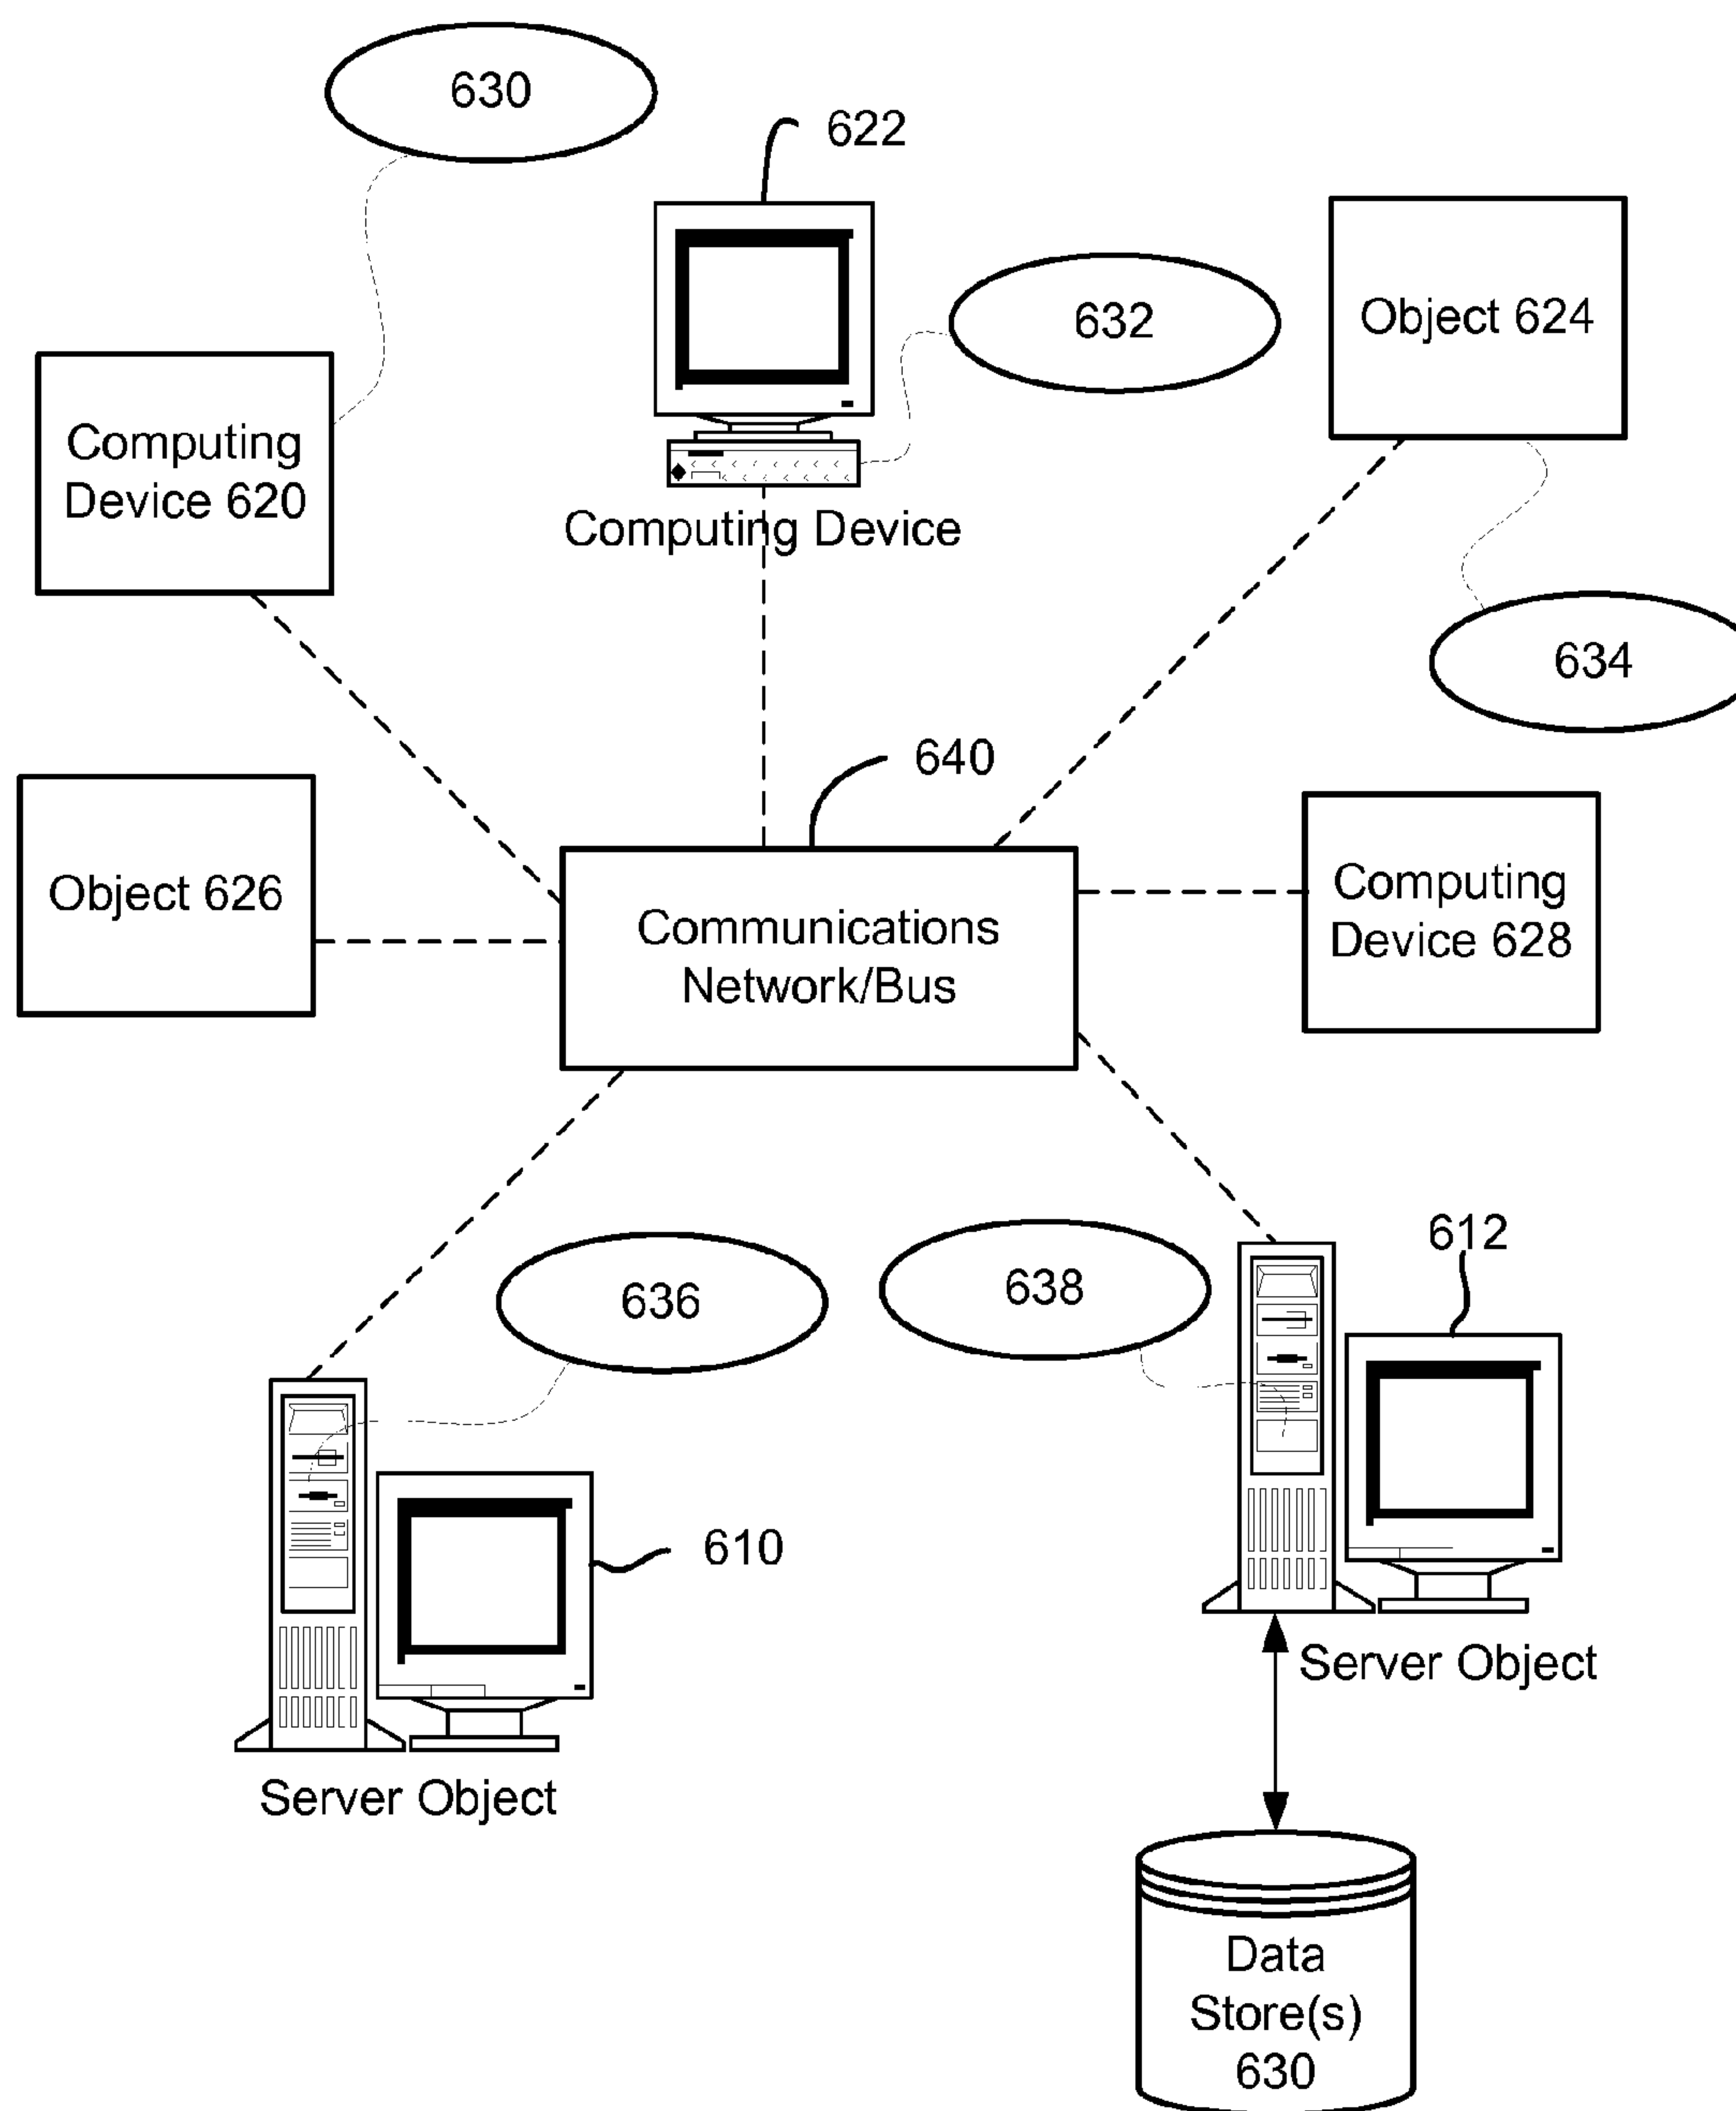 630
622
632
Object 624
Computing
Device 620
Computing Device
634
640
Object 626
Communications
Network/Bus
Computing
Device 628
612
636
638
610
Server Object
Server Object
Data
Store(s)
630